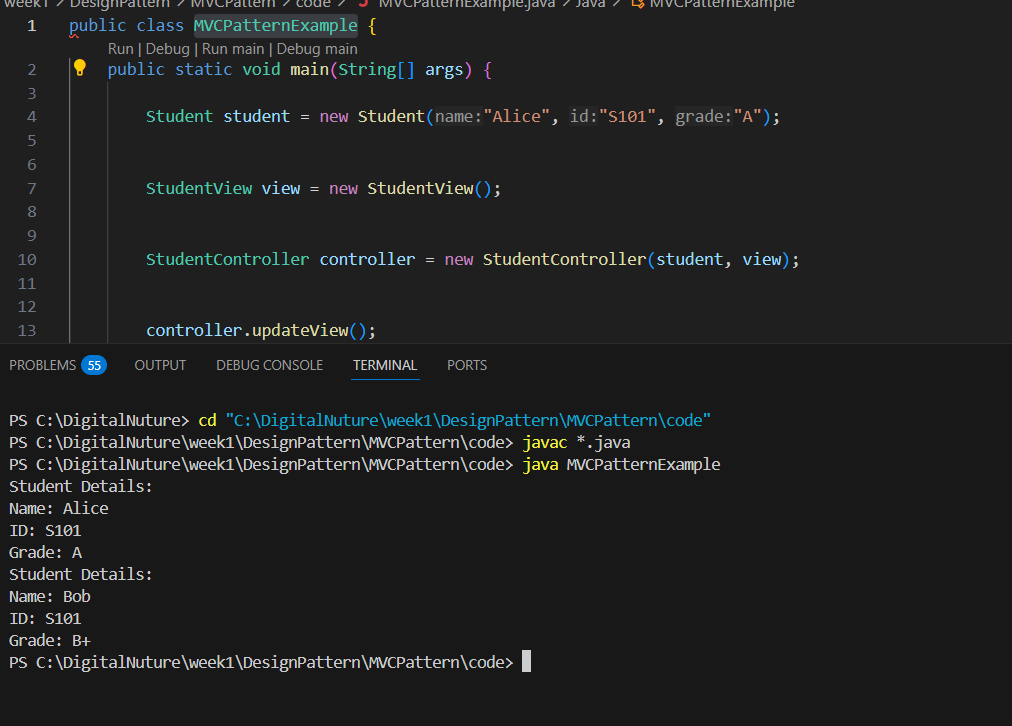 week1 > DesignPattern > MVCPattern > code > J MVCPatternExample.java > Java > MVCPatternExample
1 public class MVCPatternExample {
Run | Debug | Run main | Debug main
2 public static void main(String[] args) {
3
4 Student student = new Student(name:"Alice", id:"S101", grade:"A");
5
6
7 StudentView view = new StudentView();
8
9
10 StudentController controller = new StudentController(student, view);
11
12
13 controller.updateView();
PROBLEMS 55 OUTPUT DEBUG CONSOLE TERMINAL PORTS
PS C:\DigitalNuture> cd "C:\DigitalNuture\week1\DesignPattern\MVCPattern\code"
PS C:\DigitalNuture\week1\DesignPattern\MVCPattern\code> javac *.java
PS C:\DigitalNuture\week1\DesignPattern\MVCPattern\code> java MVCPatternExample
Student Details:
Name: Alice
ID: S101
Grade: A
Student Details:
Name: Bob
ID: S101
Grade: B+
PS C:\DigitalNuture\week1\DesignPattern\MVCPattern\code>